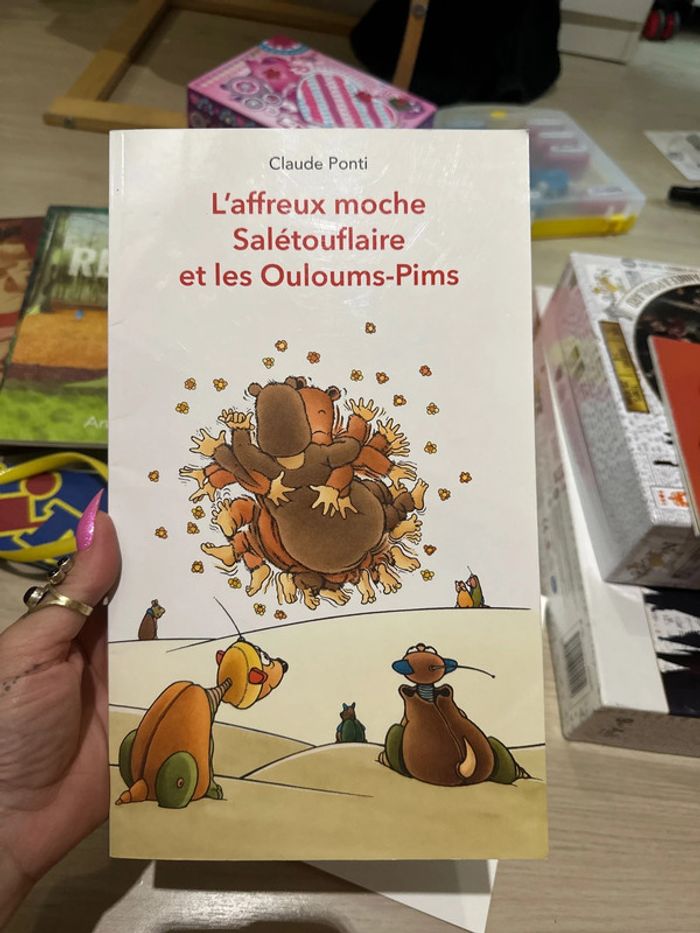 Claude Ponti
L'affreux moche
Salétouflaire
et les Ouloums-Pims